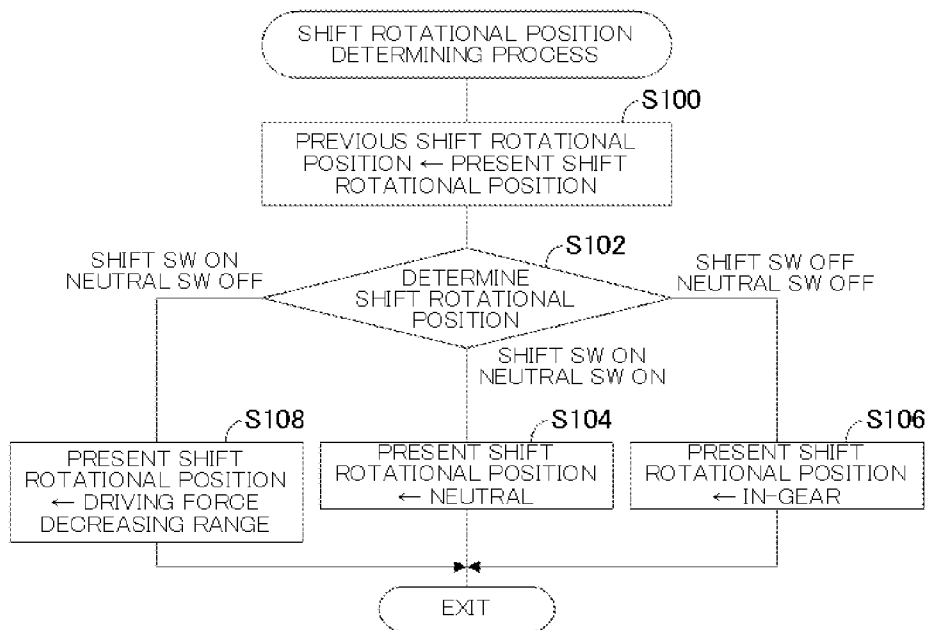 SHIFT ROTATIONAL POSITION
DETERMINING PROCESS
S100
PREVIOUS SHIFT ROTATIONAL
POSITION ← PRESENT SHIFT
ROTATIONAL POSITION
S102
DETERMINE
SHIFT ROTATIONAL
POSITION
SHIFT SW ON
NEUTRAL SW OFF
SHIFT SW OFF
NEUTRAL SW OFF
SHIFT SW ON
NEUTRAL SW ON
S108
PRESENT SHIFT
ROTATIONAL POSITION
← DRIVING FORCE
DECREASING RANGE
S104
PRESENT SHIFT
ROTATIONAL POSITION
← NEUTRAL
S106
PRESENT SHIFT
ROTATIONAL POSITION
← IN-GEAR
EXIT